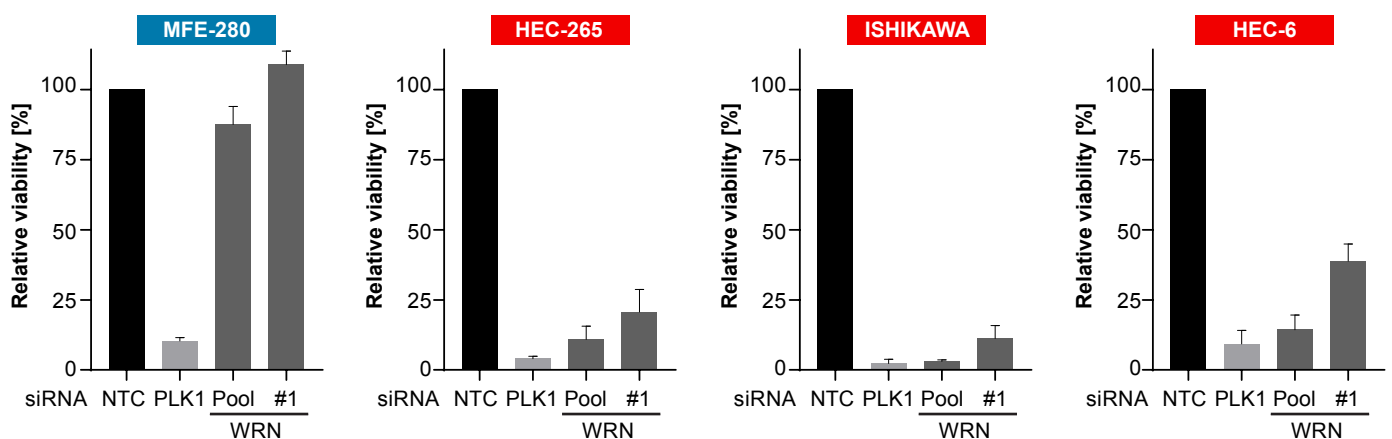 MFE-280
Relative viability [%]
100
75
50
25
0
siRNA NTC PLK1 Pool #1
WRN
HEC-265
Relative viability [%]
100
75
50
25
0
siRNA NTC PLK1 Pool #1
WRN
ISHIKAWA
Relative viability [%]
100
75
50
25
0
siRNA NTC PLK1 Pool #1
WRN
HEC-6
Relative viability [%]
100
75
50
25
0
siRNA NTC PLK1 Pool #1
WRN